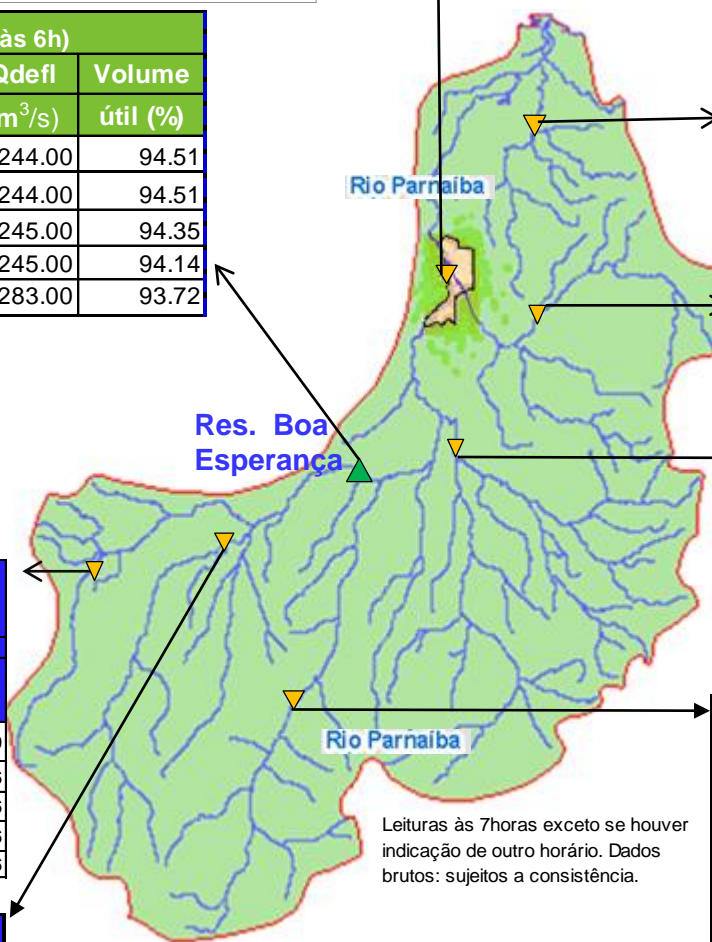 às 6h)
Qdefl Volume
m³/s) útil (%)
244.00 94.51
244.00 94.51
245.00 94.35
245.00 94.14
283.00 93.72
Rio Parnaíba
Res. Boa
Esperança
Rio Parnaíba
Leituras às 7horas exceto se houver
indicação de outro horário. Dados
brutos: sujeitos a consistência.